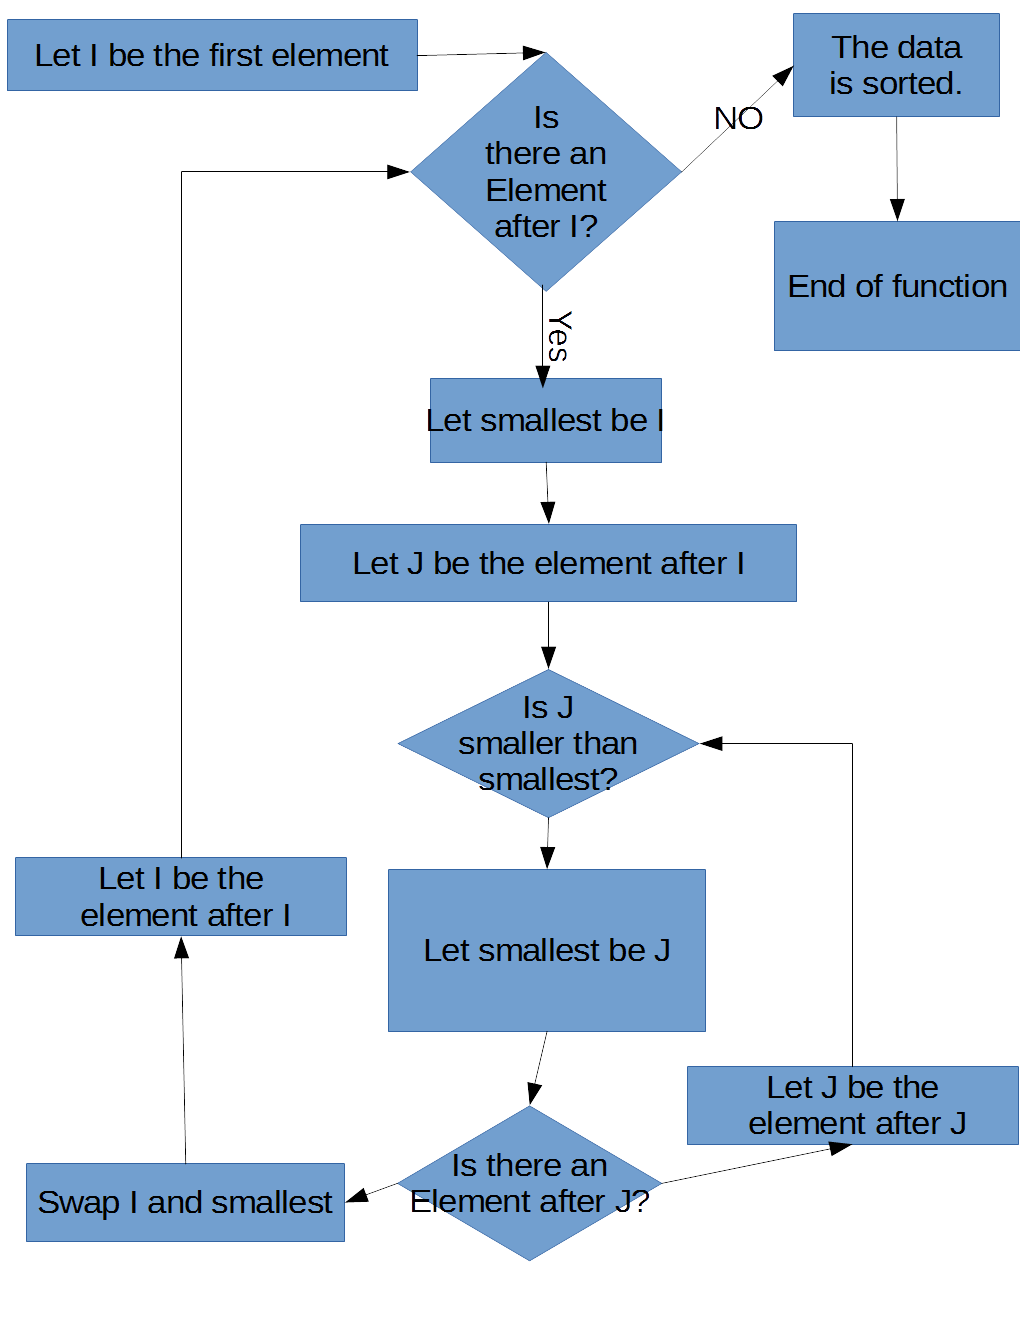 Let I be the first element
Is
there an
Element
after I?
NO
The data
is sorted.
End of function
Yes
Let smallest be I
Let J be the element after I
Is J
smaller than
smallest?
Let I be the
element after I
Let smallest be J
Let J be the
element after J
Is there an
Element after J?
Swap I and smallest